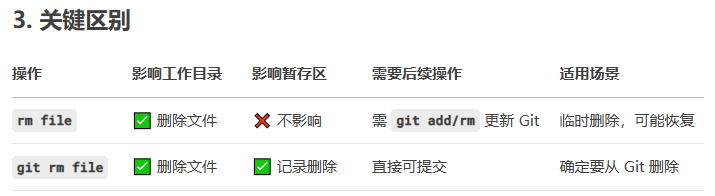 3. 关键区别
操作 影响工作目录 影响暂存区 需要后续操作 适用场景
rm file ✅ 删除文件 ❌ 不影响 需 git add/rm 更新 Git 临时删除，可能恢复
git rm file ✅ 删除文件 ✅ 记录删除 直接可提交 确定要从 Git 删除